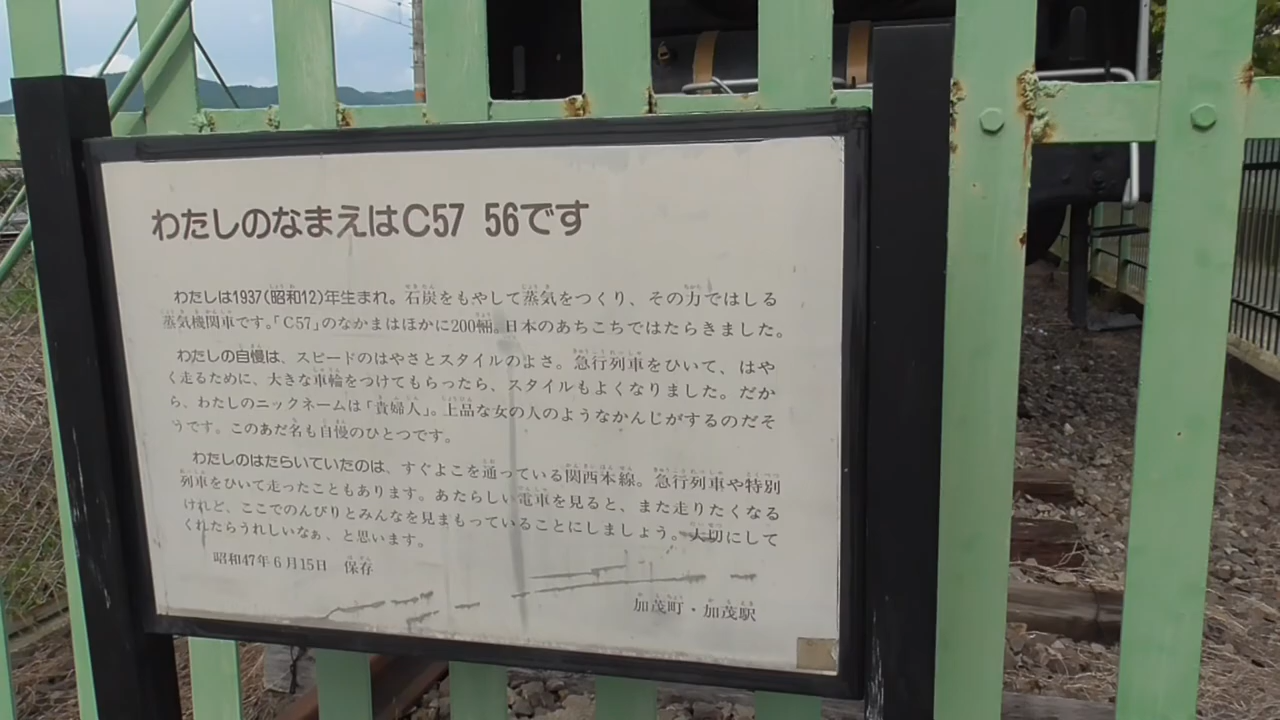 わたしのなまえはC57 56です
わたしは1937(昭和12)年生まれ。石炭をもやして蒸気をつくり、その力ではしる
蒸気機関車です。「C57」のなかまはほかに200輛。日本のあちこちではたらきました。
わたしの自慢は、スピードのはやさとスタイルのよさ。急行列車をひいて、はや
く走るために、大きな車輪をつけてもらったら、スタイルもよくなりました。だか
ら、わたしのニックネームは「貴婦人」。上品な女の人のようなかんじがするのだそ
うです。このあだ名も自慢のひとつです。
わたしのはたらいていたのは、すぐよこを通っている関西本線。急行列車や特別
列車をひいて走ったこともあります。あたらしい電車を見ると、また走りたくなる
けれど、ここでのんびりとみんなを見まもっていることにしましょう。大切にして
くれたらうれしいなぁ、と思います。
昭和47年6月15日 保存
加茂町・加茂駅